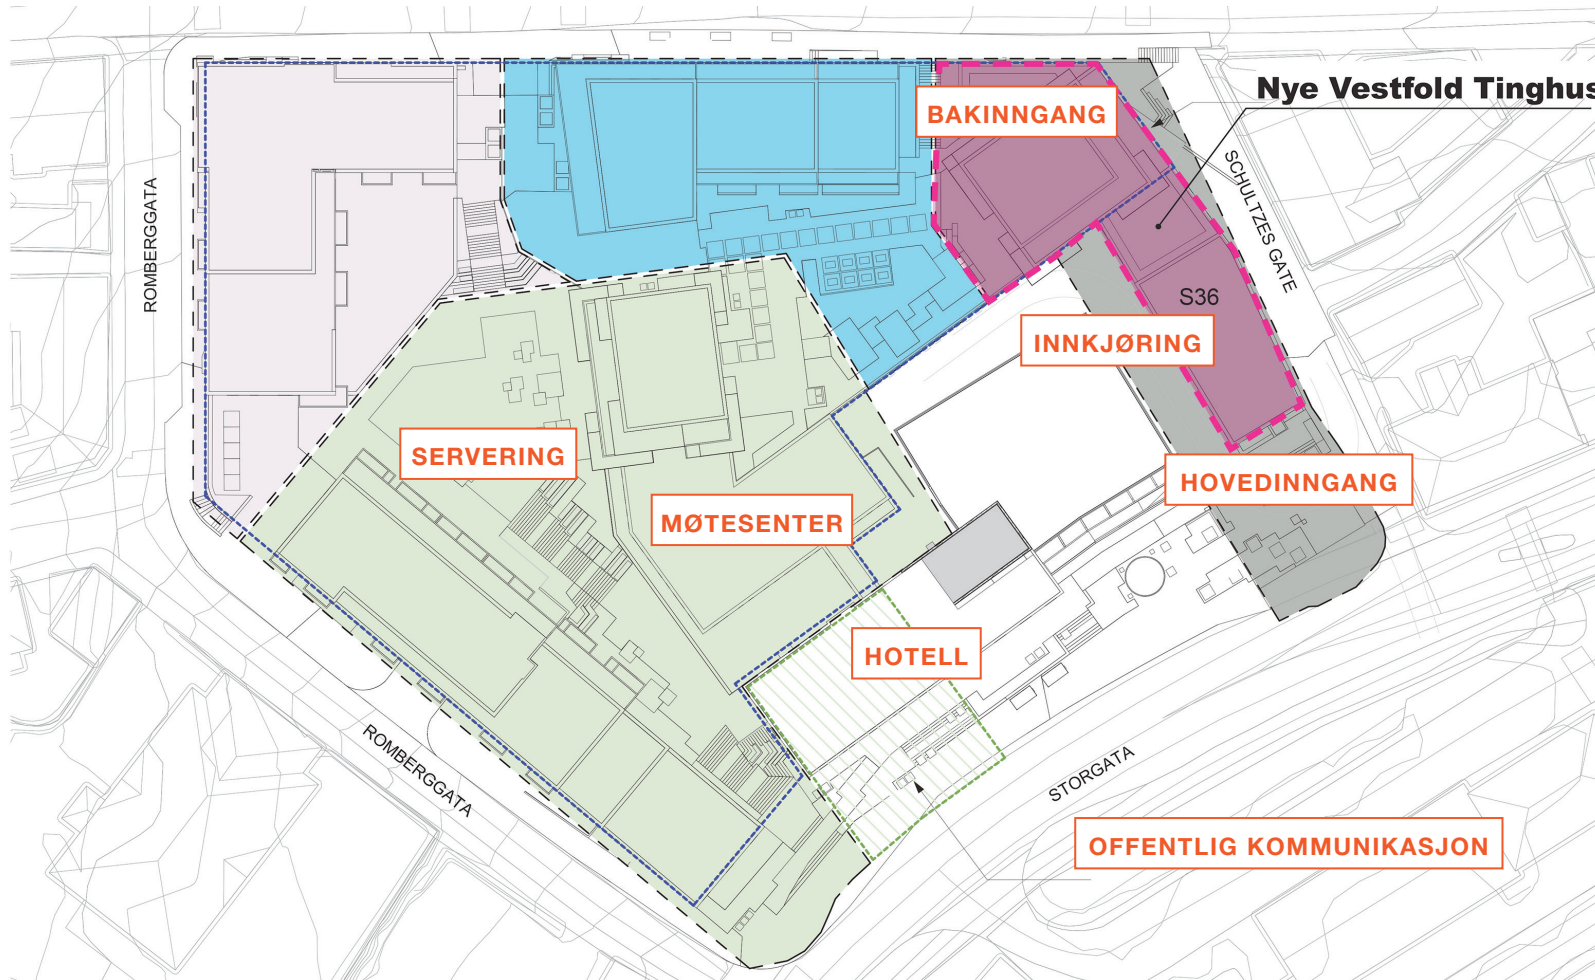 Nye Vestfold Tinghus
BAKINNGANG
SCHULTZES GATE
ROMBERGGATA
S36
INNKJØRING
SERVERING
HOVEDINNGANG
MØTESENTER
HOTELL
ROMBERGGATA
STORGATA
OFFENTLIG KOMMUNIKASJON